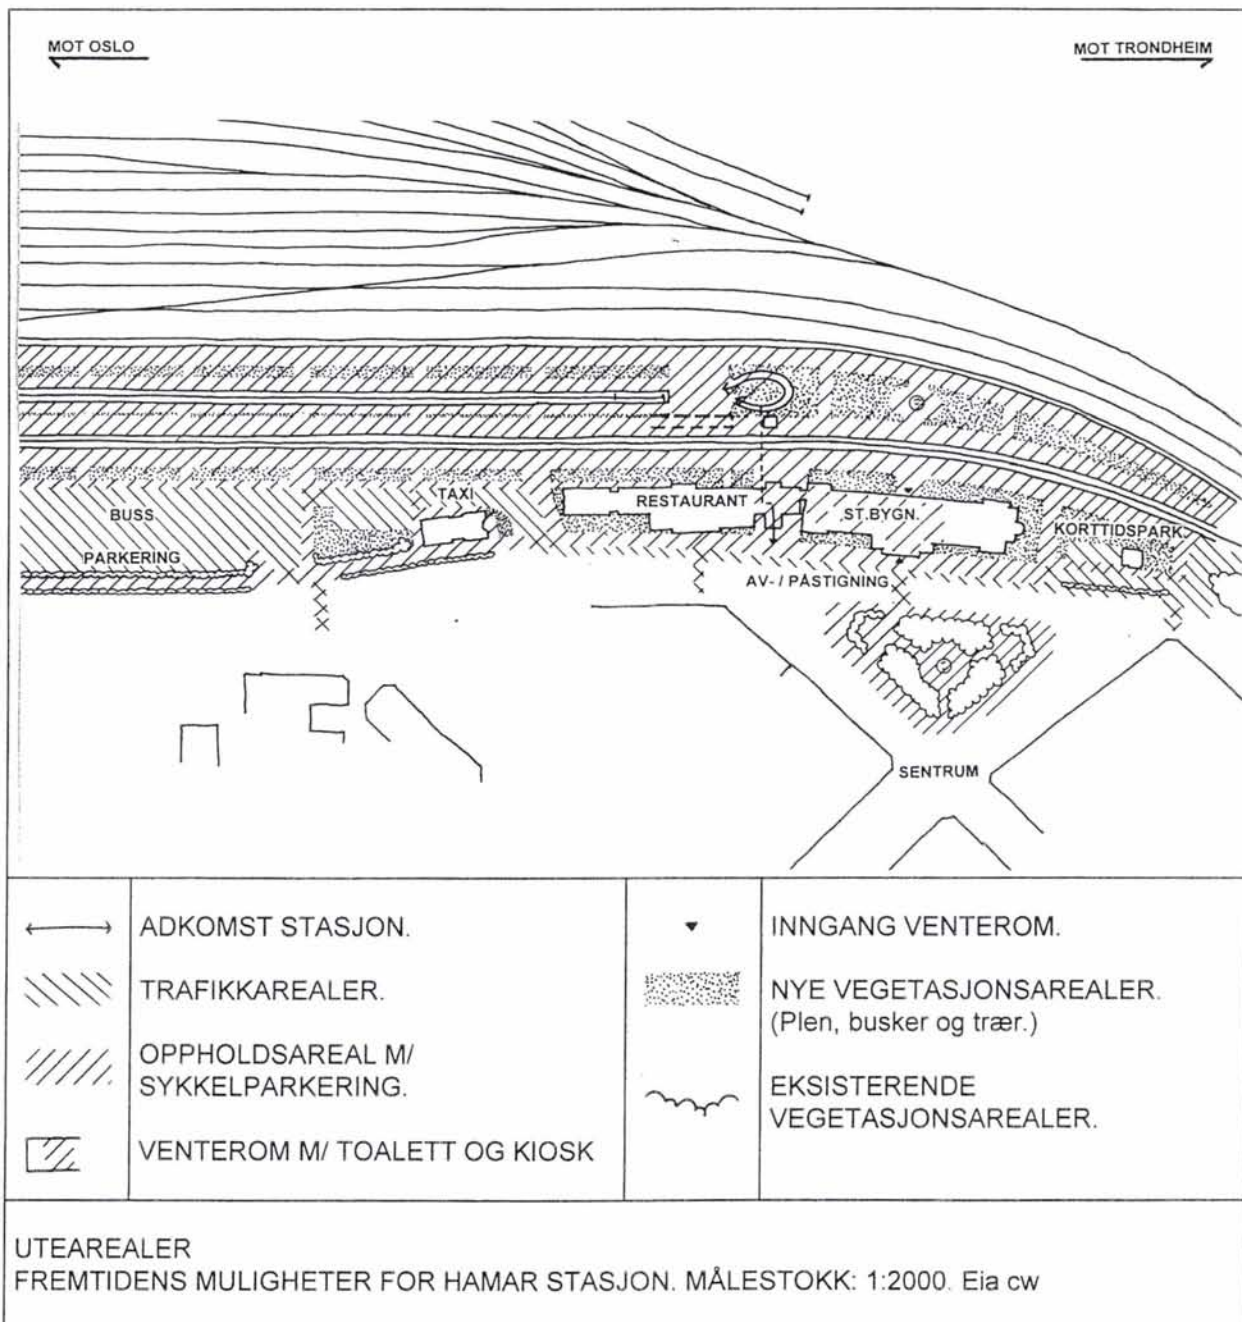 MOT OSLO
MOT TRONDHEIM
TAXI
RESTAURANT
BUSS
ST.BYGN.
KORTTIDSPARK.
PARKERING
AV- / PÅSTIGNING
SENTRUM
ADKOMST STASJON.
TRAFIKKAREALER.
OPPHOLDSAREAL M/
SYKKELPARKERING.
VENTEROM M/ TOALETT OG KIOSK
INNGANG VENTEROM.
NYE VEGETASJONSAREALER.
(Plen, busker og trær.)
EKSISTERENDE
VEGETASJONSAREALER.
UTEAREALER
FREMTIDENS MULIGHETER FOR HAMAR STASJON. MÅLESTOKK: 1:2000. Eia cw